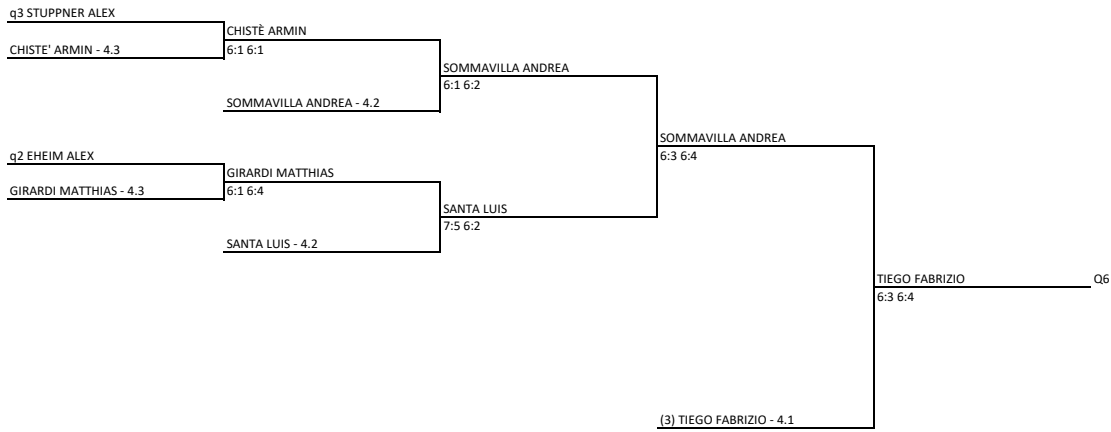 q3 STUPPNER ALEX
CHISTÈ ARMIN
CHISTE' ARMIN - 4.3
6:1 6:1
SOMMAVILLA ANDREA
6:1 6:2
SOMMAVILLA ANDREA - 4.2
SOMMAVILLA ANDREA
6:3 6:4
q2 EHEIM ALEX
GIRARDI MATTHIAS
GIRARDI MATTHIAS - 4.3
6:1 6:4
SANTA LUIS
7:5 6:2
SANTA LUIS - 4.2
TIEGO FABRIZIO
Q6
6:3 6:4
(3) TIEGO FABRIZIO - 4.1